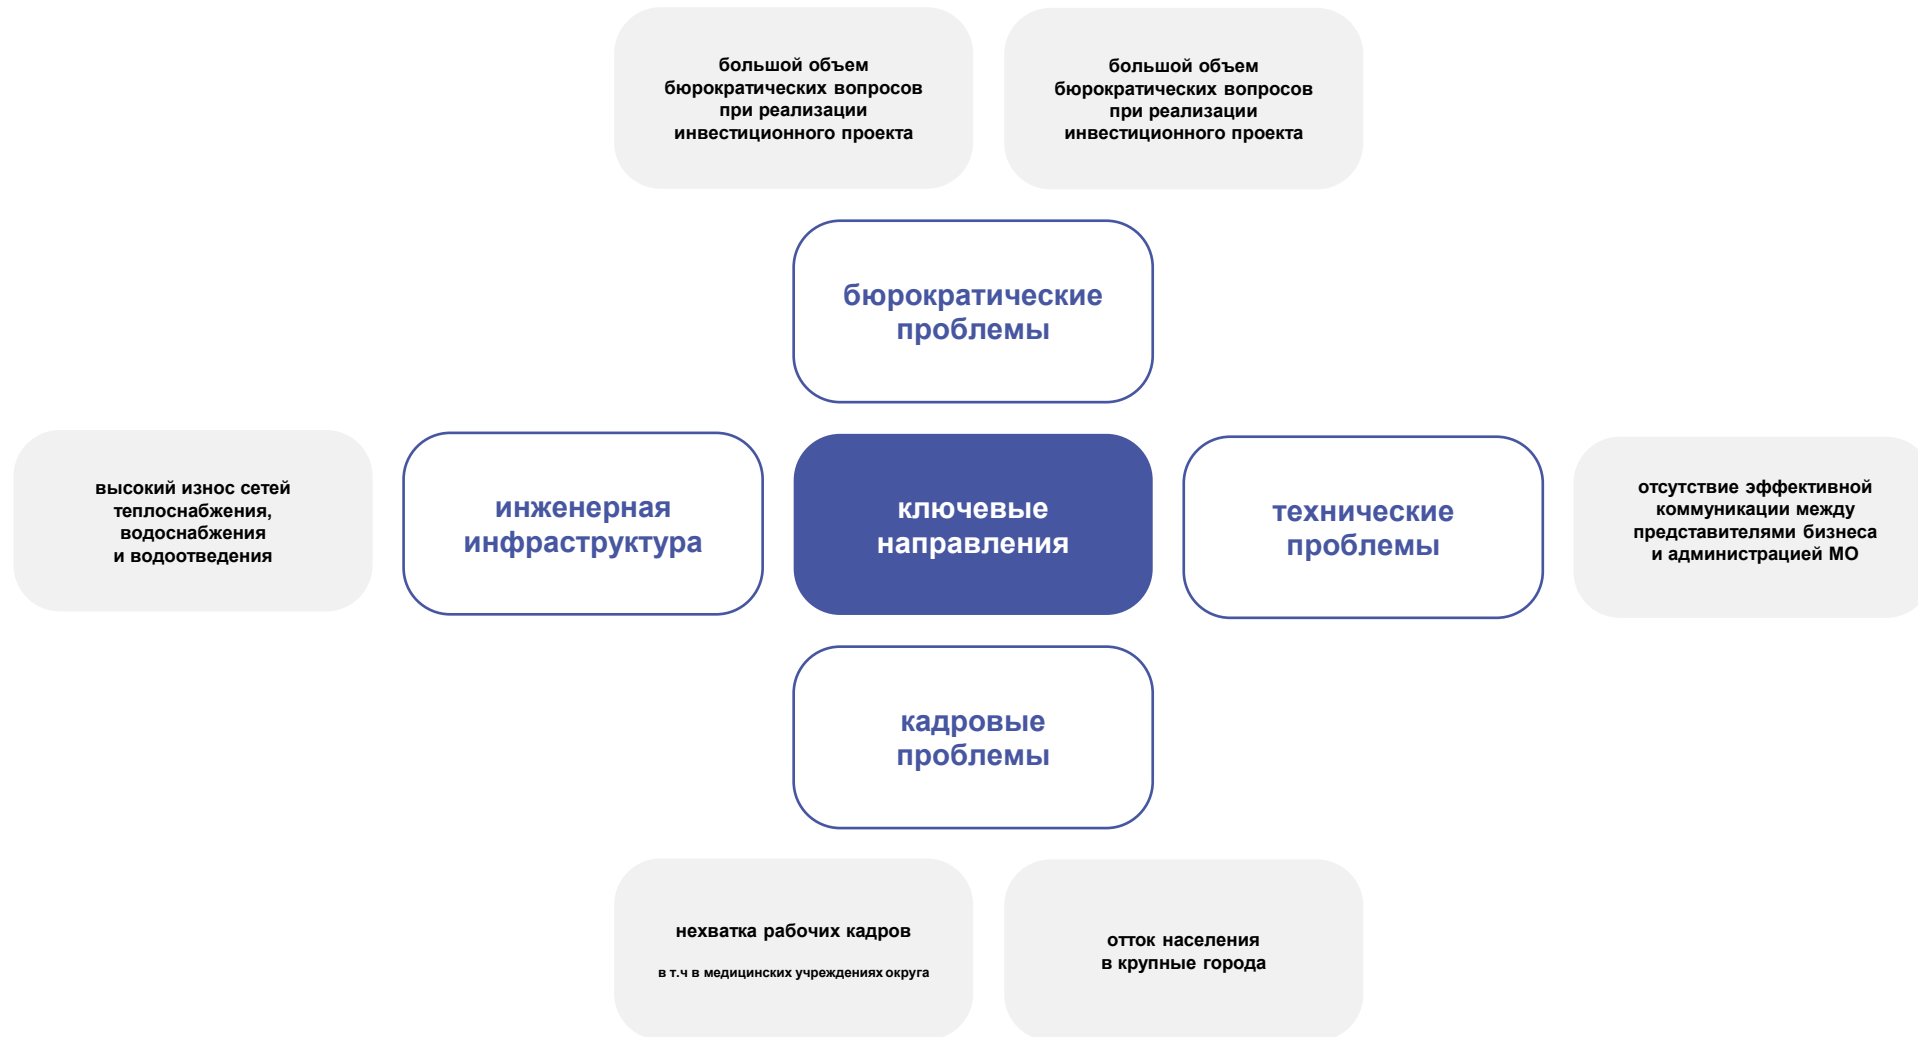 большой объем
бюрократических вопросов
при реализации
инвестиционного проекта
большой объем
бюрократических вопросов
при реализации
инвестиционного проекта
бюрократические
проблемы
высокий износ сетей
теплоснабжения,
водоснабжения
и водоотведения
инженерная
инфраструктура
ключевые
направления
технические
проблемы
отсутствие эффективной
коммуникации между
представителями бизнеса
и администрацией МО
кадровые
проблемы
нехватка рабочих кадров
в т.ч в медицинских учреждениях округа
отток населения
в крупные города